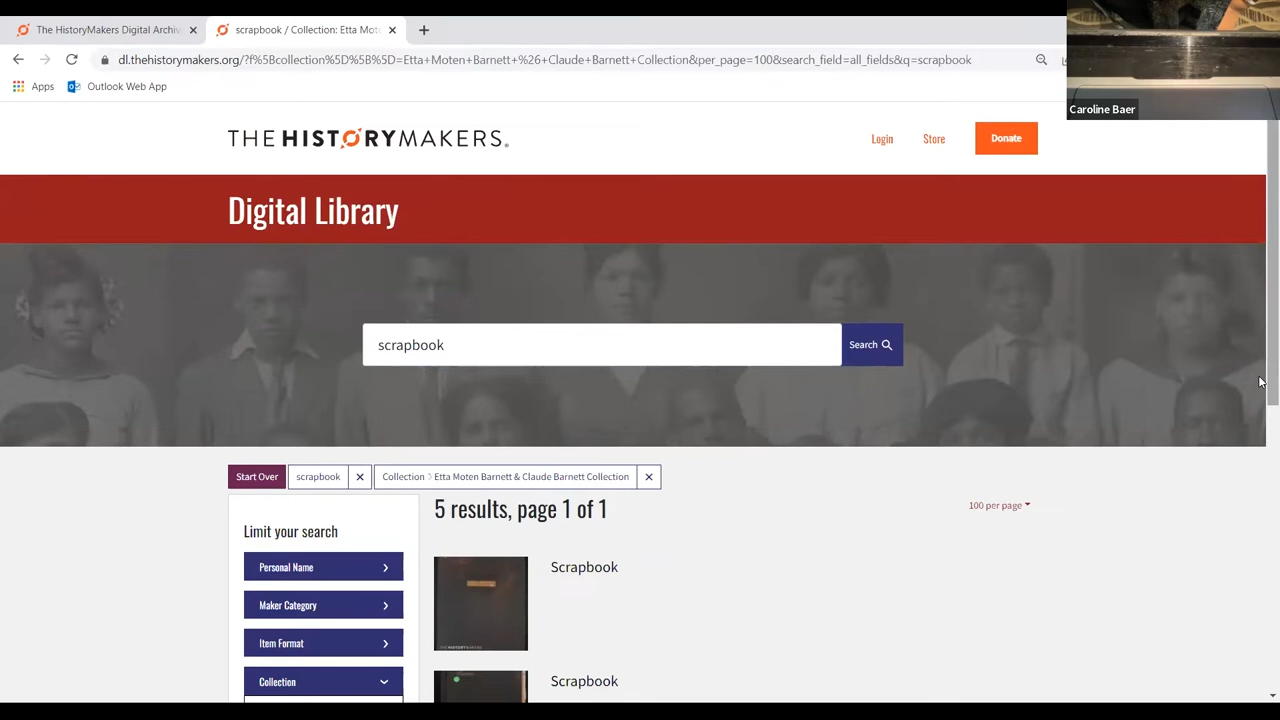 The HistoryMakers Digital Archiv
scrapbook / Collection: Etta Mot
dl.thehistorymakers.org/?f%5Bcollection%5D%5B%5D=Etta+Moten+Barnett+%26+Claude+Barnett+Collection&per_page=100&search_field=all_fields&q=scrapbook
Apps
Outlook Web App
Caroline Baer
THE HISTORYMAKERS®
Login
Store
Donate
Digital Library
scrapbook
Search
Start Over
scrapbook
Collection > Etta Moten Barnett & Claude Barnett Collection
5 results, page 1 of 1
100 per page
Limit your search
Personal Name
Maker Category
Item Format
Collection
Scrapbook
THE HISTORYMAKERS
Scrapbook